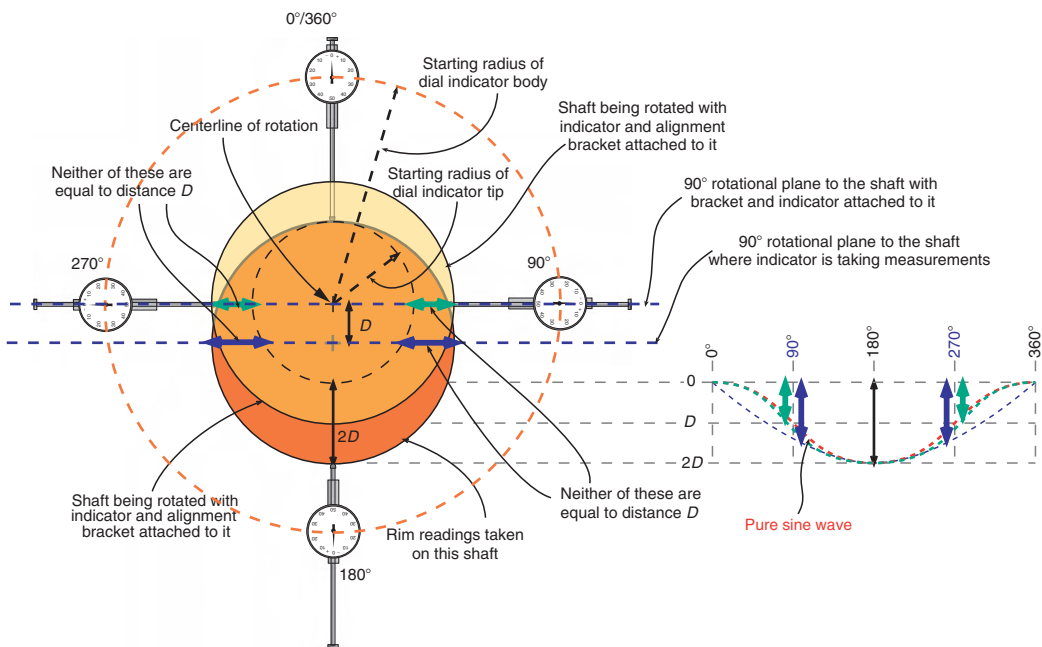 0°/360°
Starting radius of
dial indicator body
Centerline of rotation
Shaft being rotated with
indicator and alignment
bracket attached to it
Neither of these are
equal to distance D
Starting radius of
dial indicator tip
90° rotational plane to the shaft with
bracket and indicator attached to it
90° rotational plane to the shaft
where indicator is taking measurements
270°
90°
D
2D
0°
90°
180°
270°
360°
0
D
2D
Pure sine wave
Shaft being rotated with
indicator and alignment
bracket attached to it
Rim readings taken
on this shaft
Neither of these are
equal to distance D
180°